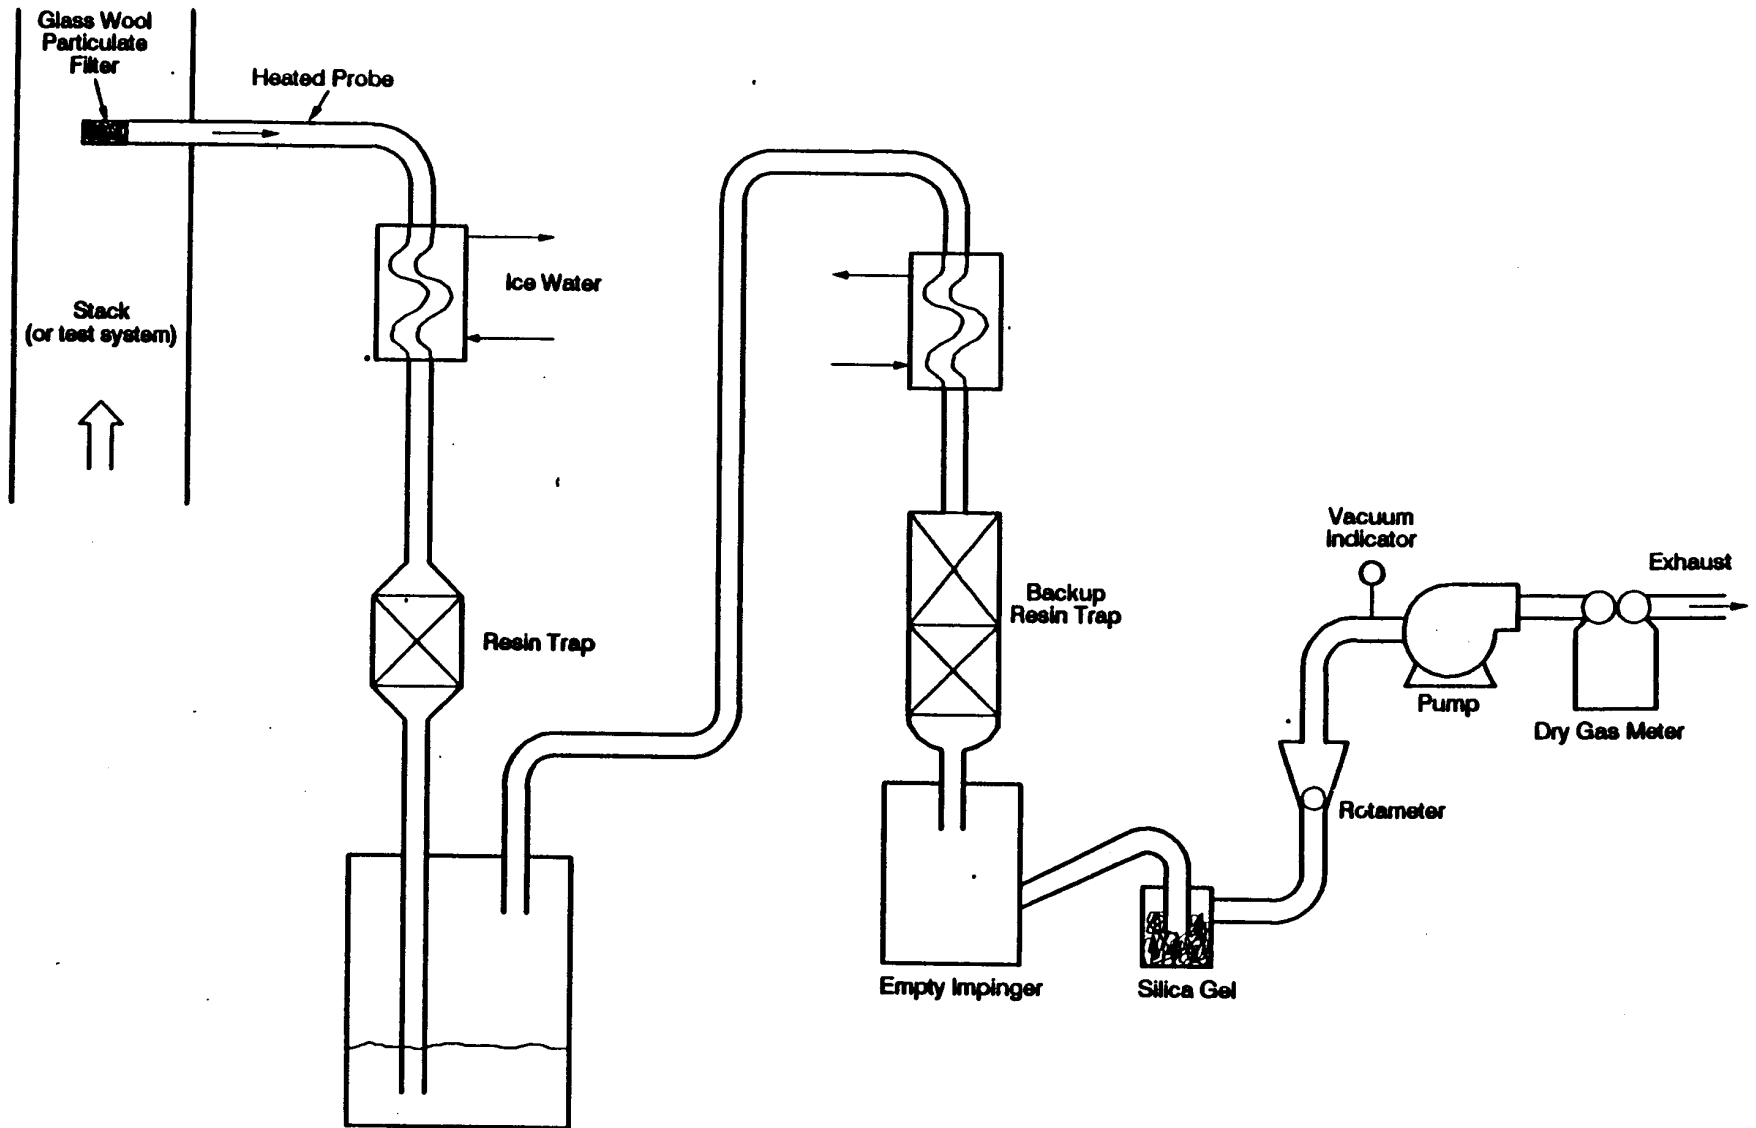 Glass Wool
Particulate
Filter
Heated Probe
Ice Water
Stack
(or test system)
Resin Trap
Backup
Resin Trap
Vacuum
Indicator
Exhaust
Pump
Dry Gas Meter
Rotameter
Empty Impinger
Silica Gel